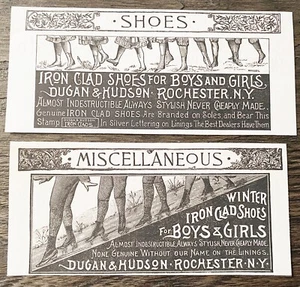 SHOES
IRON CLAD SHOES FOR BOYS AND GIRLS,
DUGAN & HUDSON • ROCHESTER, N.Y.
ALMOST INDESTRUCTIBLE, ALWAYS STYLISH, NEVER CHEAPLY MADE.
Genuine IRON CLAD SHOES Are Branded on Soles, and Bear This
Stamp In Silver Lettering on Linings. The Best Dealers Have Them
MISCELLANEOUS
WINTER
IRON CLAD SHOES
For BOYS & GIRLS
ALMOST INDESTRUCTIBLE, ALWAYS STYLISH, NEVER CHEAPLY MADE.
NONE GENUINE WITHOUT OUR NAME ON THE LININGS.
DUGAN & HUDSON • ROCHESTER • N.Y.